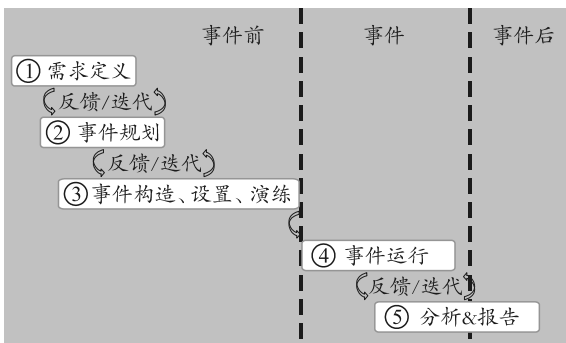 事件前 事件 事件后
① 需求定义
反馈/迭代
② 事件规划
反馈/迭代
③ 事件构造、设置、演练
④ 事件运行
反馈/迭代
⑤ 分析&报告